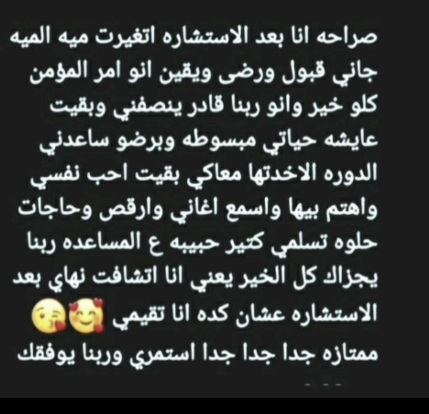 صراحه انا بعد الاستشاره اتغيرت ميه الميه
جاني قبول ورضى ويقين انو امر المؤمن
كلو خير وانو ربنا قادر ينصفني وبقيت
عايشه حياتي مبسوطه وبرضو ساعدني
الدوره الاخدتها معاكي بقيت احب نفسي
واهتم بيها واسمع اغاني وارقص وحاجات
حلوه تسلمي كتير حبيبه ع المساعده ربنا
يجزاك كل الخير يعني انا اتشافت نهاي بعد
الاستشاره عشان كده انا تقيمي 🥰😘
ممتازه جدا جدا جدا استمري وربنا يوفقك